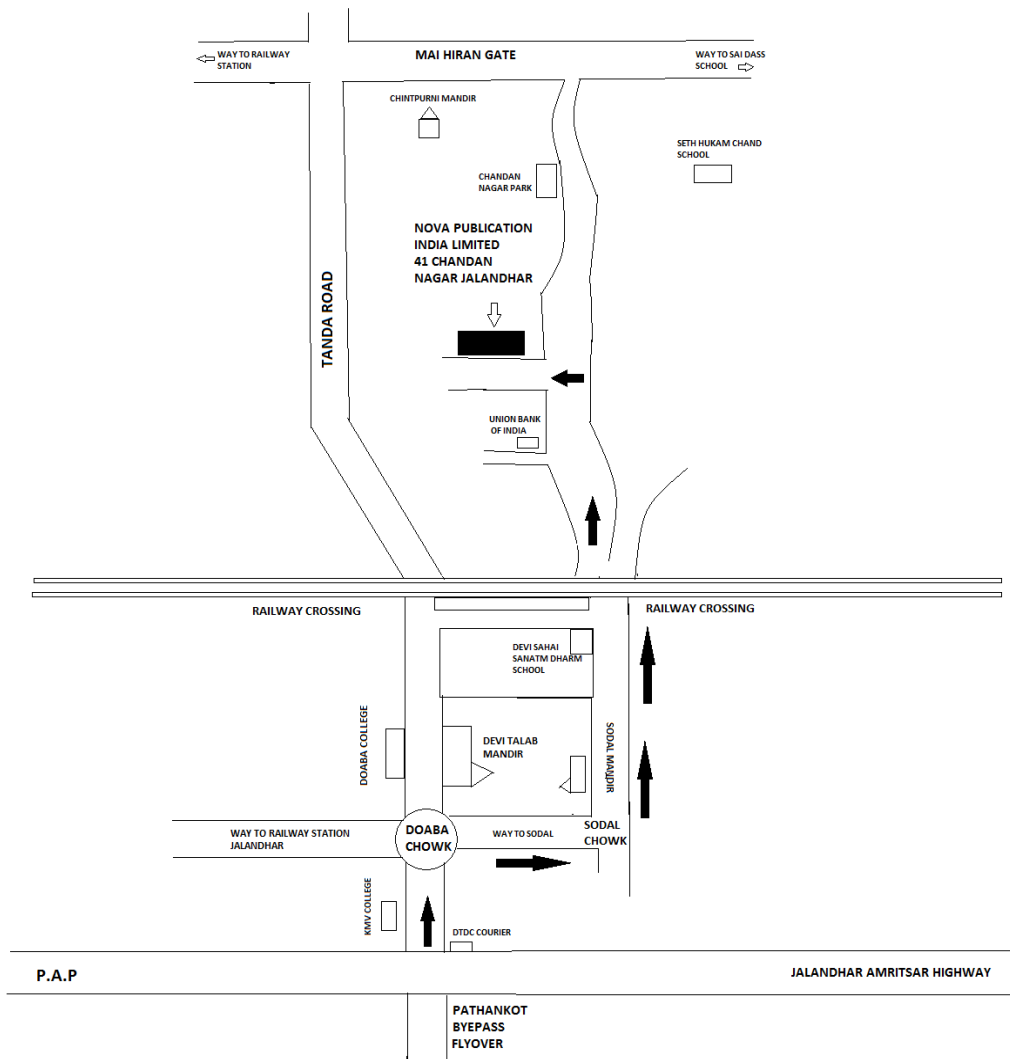 MAI HIRAN GATE
WAY TO RAILWAY
STATION
WAY TO SAI DASS
SCHOOL
CHINTPURNI MANDIR
SETH HUKAM CHAND
SCHOOL
CHANDAN
NAGAR PARK
NOVA PUBLICATION
INDIA LIMITED
41 CHANDAN
NAGAR JALANDHAR
TANDA ROAD
UNION BANK
OF INDIA
RAILWAY CROSSING
RAILWAY CROSSING
DEVI SAHAI
SANATM DHARM
SCHOOL
DOABA COLLEGE
DEVI TALAB
MANDIR
SODAL MANDIR
WAY TO RAILWAY STATION
JALANDHAR
DOABA
CHOWK
WAY TO SODAL
SODAL
CHOWK
KMV COLLEGE
DTDC COURIER
P.A.P
JALANDHAR AMRITSAR HIGHWAY
PATHANKOT
BYEPASS
FLYOVER